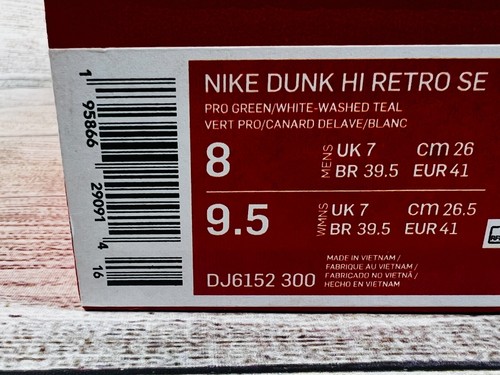 NIKE DUNK HI RETRO SE
PRO GREEN/WHITE-WASHED TEAL
VERT PRO/CANARD DELAVE/BLANC
8 MENS UK 7 cm 26
BR 39.5 EUR 41
9.5 WMNS UK 7 cm 26.5
BR 39.5 EUR 41
DJ6152 300
MADE IN VIETNAM /
FABRIQUE AU VIETNAM /
FABRICADO NO VIETNÃ /
HECHO EN VIETNAM
1 95866 29091 4 16